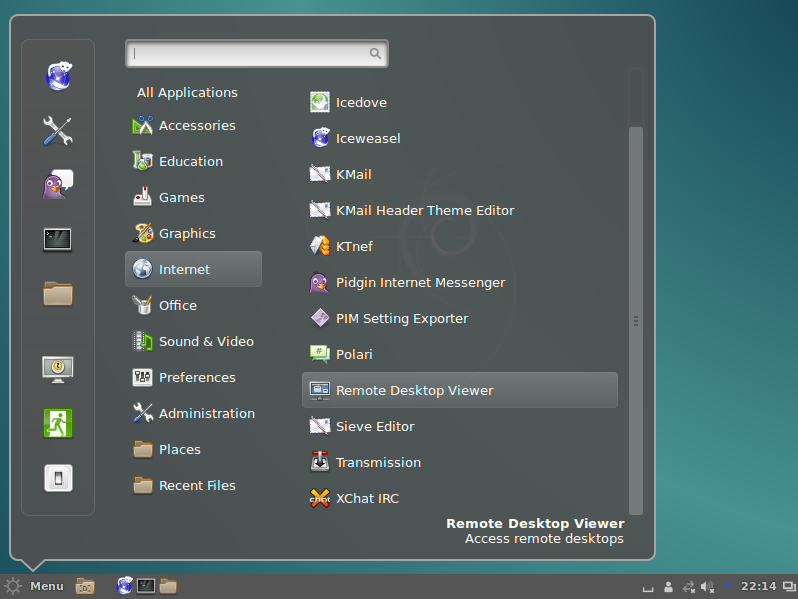 All Applications
Accessories
Education
Games
Graphics
Internet
Office
Sound & Video
Preferences
Administration
Places
Recent Files
Icedove
Iceweasel
KMail
KMail Header Theme Editor
KTnef
Pidgin Internet Messenger
PIM Setting Exporter
Polari
Remote Desktop Viewer
Sieve Editor
Transmission
XChat IRC
Remote Desktop Viewer
Access remote desktops
Menu
22:14